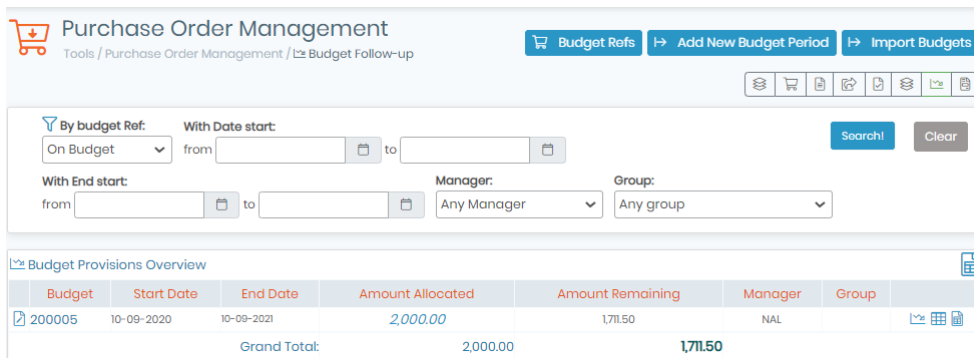 Purchase Order Management
Tools / Purchase Order Management / Budget Follow-up
Budget Refs
Add New Budget Period
Import Budgets
By budget Ref:
With Date start:
On Budget
from
to
Search!
Clear
With End start:
Manager:
Group:
from
to
Any Manager
Any group
Budget Provisions Overview
Budget Start Date End Date Amount Allocated Amount Remaining Manager Group
200005 10-09-2020 10-09-2021 2,000.00 1,711.50 NAL
Grand Total: 2,000.00 1,711.50